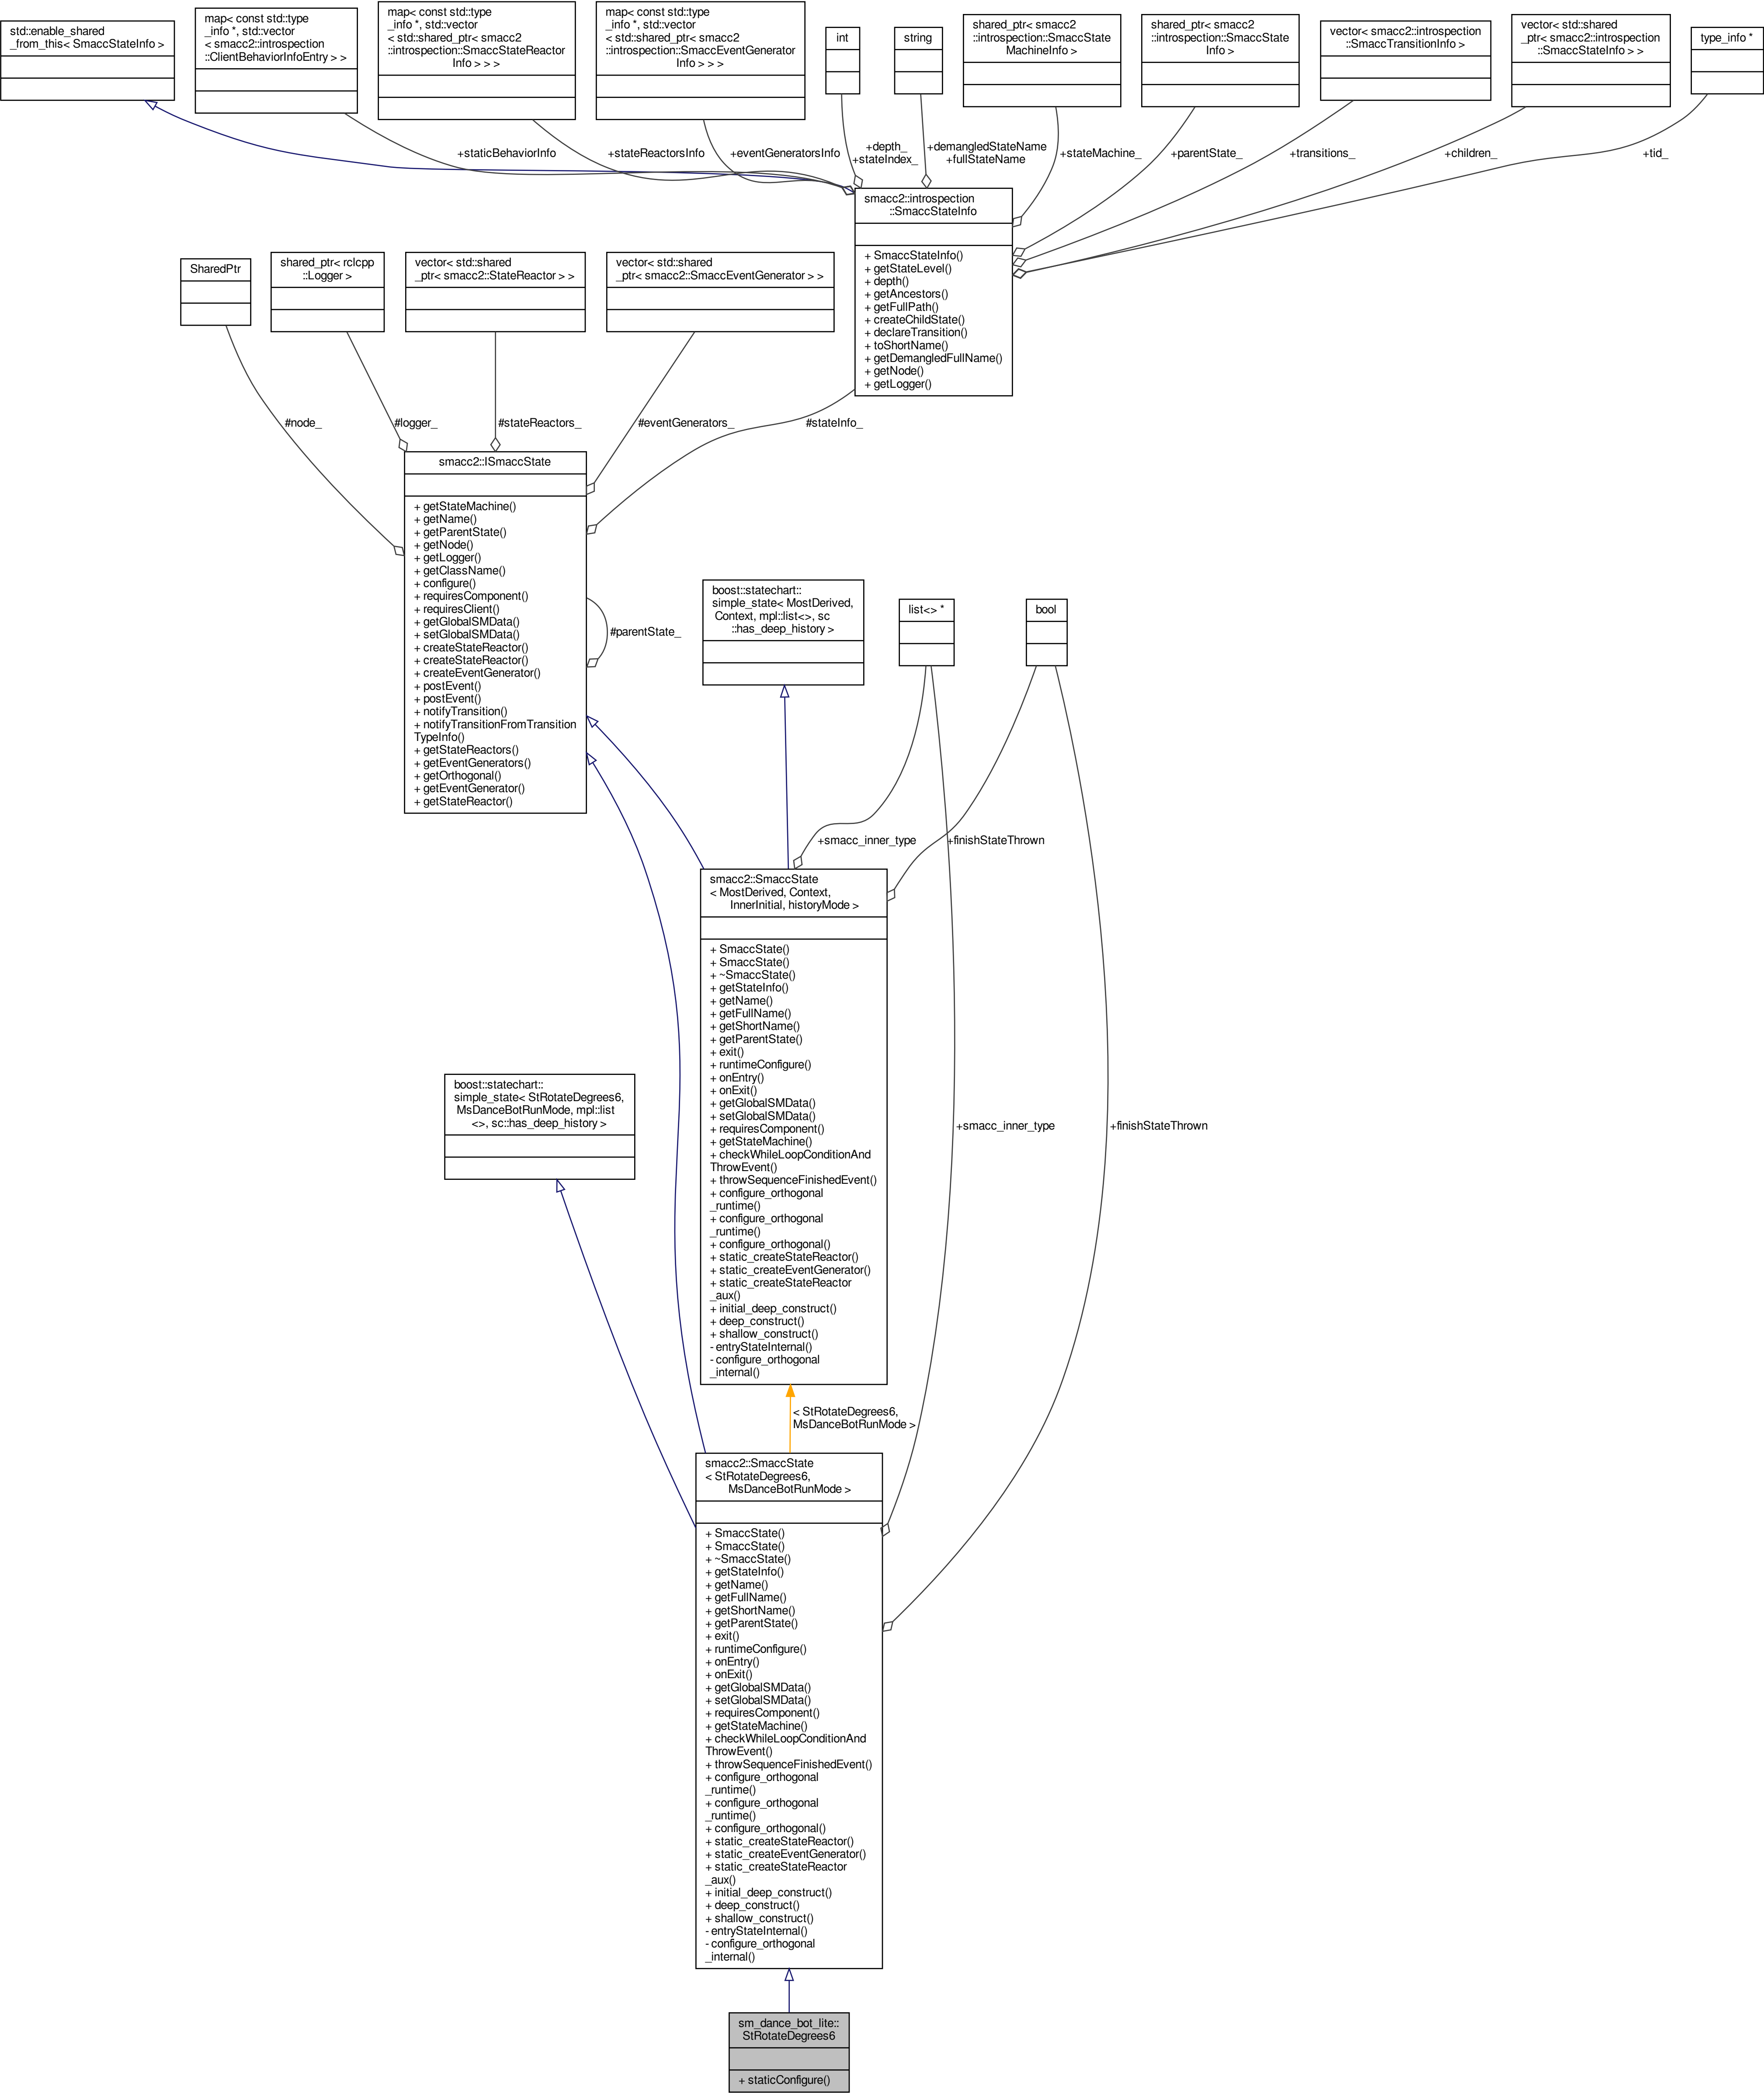 std::enable_shared
_from_this< SmaccStateInfo >
map< const std::type
_info *, std::vector
< smacc2::introspection
::ClientBehaviorInfoEntry > >
map< const std::type
_info *, std::vector
< std::shared_ptr< smacc2
::introspection::SmaccStateReactor
Info > > >
map< const std::type
_info *, std::vector
< std::shared_ptr< smacc2
::introspection::SmaccEventGenerator
Info > > >
int
string
shared_ptr< smacc2
::introspection::SmaccState
MachineInfo >
shared_ptr< smacc2
::introspection::SmaccState
Info >
vector< smacc2::introspection
::SmaccTransitionInfo >
vector< std::shared
_ptr< smacc2::introspection
::SmaccStateInfo > >
type_info *
+staticBehaviorInfo
+stateReactorsInfo
+eventGeneratorsInfo
+depth_
+stateIndex_
+demangledStateName
+fullStateName
+stateMachine_
+parentState_
+transitions_
+children_
+tid_
smacc2::introspection
::SmaccStateInfo
+ SmaccStateInfo()
+ getStateLevel()
+ depth()
+ getAncestors()
+ getFullPath()
+ createChildState()
+ declareTransition()
+ toShortName()
+ getDemangledFullName()
+ getNode()
+ getLogger()
SharedPtr
shared_ptr< rclcpp
::Logger >
vector< std::shared
_ptr< smacc2::StateReactor > >
vector< std::shared
_ptr< smacc2::SmaccEventGenerator > >
#node_
#logger_
#stateReactors_
#eventGenerators_
#stateInfo_
smacc2::ISmaccState
+ getStateMachine()
+ getName()
+ getParentState()
+ getNode()
+ getLogger()
+ getClassName()
+ configure()
+ requiresComponent()
+ requiresClient()
+ getGlobalSMData()
+ setGlobalSMData()
+ createStateReactor()
+ createStateReactor()
+ createEventGenerator()
+ postEvent()
+ postEvent()
+ notifyTransition()
+ notifyTransitionFromTransition
TypeInfo()
+ getStateReactors()
+ getEventGenerators()
+ getOrthogonal()
+ getEventGenerator()
+ getStateReactor()
#parentState_
boost::statechart::
simple_state< MostDerived,
Context, mpl::list<>, sc
::has_deep_history >
list<> *
bool
+smacc_inner_type
+finishStateThrown
smacc2::SmaccState
< MostDerived, Context,
InnerInitial, historyMode >
+ SmaccState()
+ SmaccState()
+ ~SmaccState()
+ getStateInfo()
+ getName()
+ getFullName()
+ getShortName()
+ getParentState()
+ exit()
+ runtimeConfigure()
+ onEntry()
+ onExit()
+ getGlobalSMData()
+ setGlobalSMData()
+ requiresComponent()
+ getStateMachine()
+ checkWhileLoopConditionAnd
ThrowEvent()
+ throwSequenceFinishedEvent()
+ configure_orthogonal
_runtime()
+ configure_orthogonal
_runtime()
+ configure_orthogonal()
+ static_createStateReactor()
+ static_createEventGenerator()
+ static_createStateReactor
_aux()
+ initial_deep_construct()
+ deep_construct()
+ shallow_construct()
- entryStateInternal()
- configure_orthogonal
_internal()
boost::statechart::
simple_state< StRotateDegrees6,
MsDanceBotRunMode, mpl::list
<>, sc::has_deep_history >
+smacc_inner_type
+finishStateThrown
< StRotateDegrees6,
MsDanceBotRunMode >
smacc2::SmaccState
< StRotateDegrees6,
MsDanceBotRunMode >
+ SmaccState()
+ SmaccState()
+ ~SmaccState()
+ getStateInfo()
+ getName()
+ getFullName()
+ getShortName()
+ getParentState()
+ exit()
+ runtimeConfigure()
+ onEntry()
+ onExit()
+ getGlobalSMData()
+ setGlobalSMData()
+ requiresComponent()
+ getStateMachine()
+ checkWhileLoopConditionAnd
ThrowEvent()
+ throwSequenceFinishedEvent()
+ configure_orthogonal
_runtime()
+ configure_orthogonal
_runtime()
+ configure_orthogonal()
+ static_createStateReactor()
+ static_createEventGenerator()
+ static_createStateReactor
_aux()
+ initial_deep_construct()
+ deep_construct()
+ shallow_construct()
- entryStateInternal()
- configure_orthogonal
_internal()
sm_dance_bot_lite::
StRotateDegrees6
+ staticConfigure()